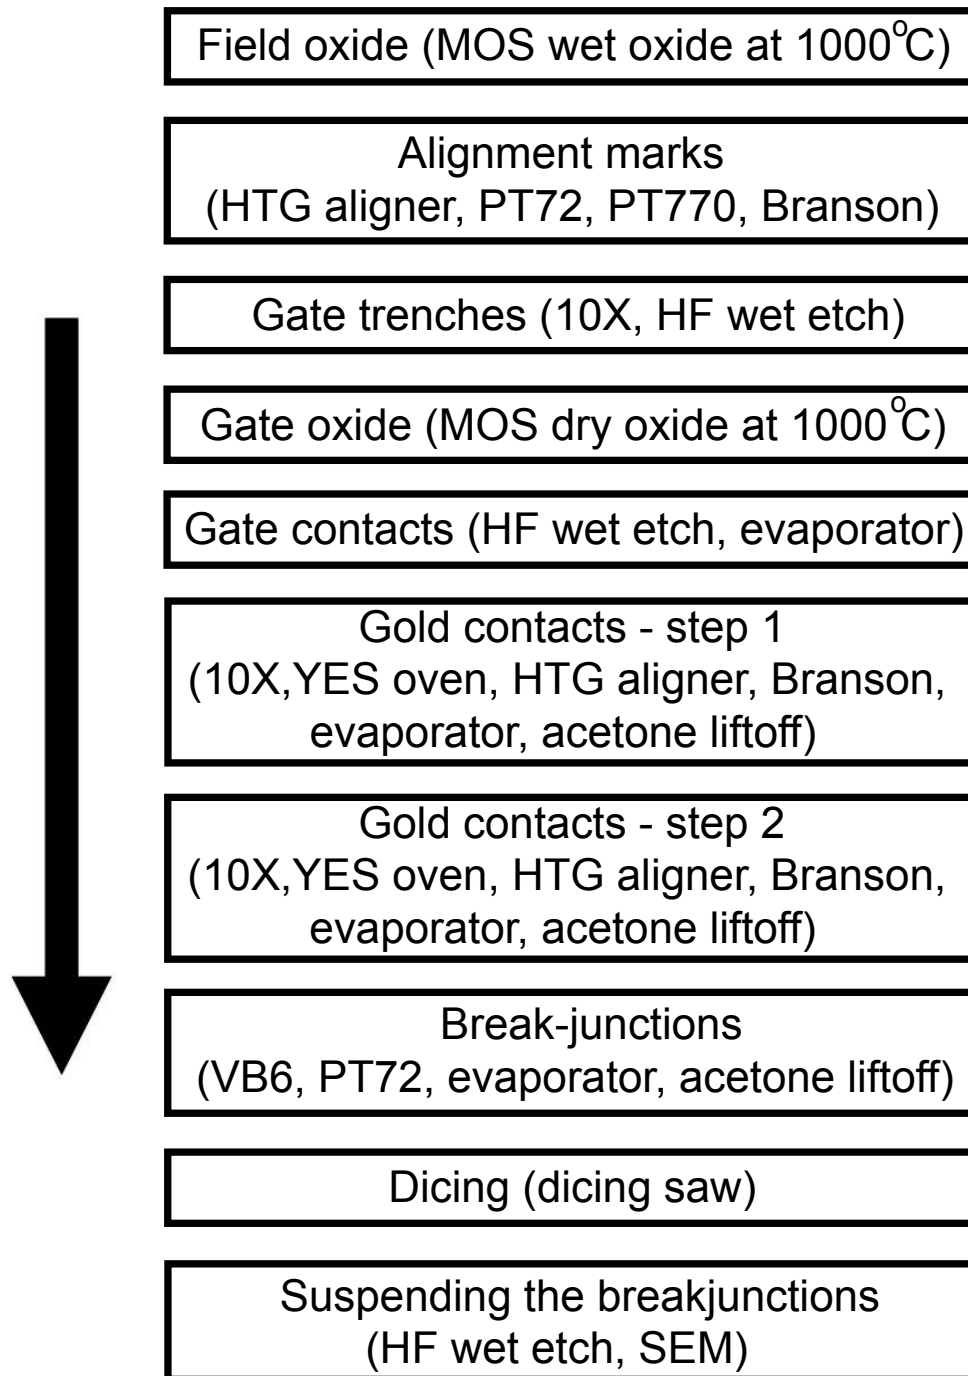 Field oxide (MOS wet oxide at 1000°C)
Alignment marks
(HTG aligner, PT72, PT770, Branson)
Gate trenches (10X, HF wet etch)
Gate oxide (MOS dry oxide at 1000°C)
Gate contacts (HF wet etch, evaporator)
Gold contacts - step 1
(10X,YES oven, HTG aligner, Branson,
evaporator, acetone liftoff)
Gold contacts - step 2
(10X,YES oven, HTG aligner, Branson,
evaporator, acetone liftoff)
Break-junctions
(VB6, PT72, evaporator, acetone liftoff)
Dicing (dicing saw)
Suspending the breakjunctions
(HF wet etch, SEM)